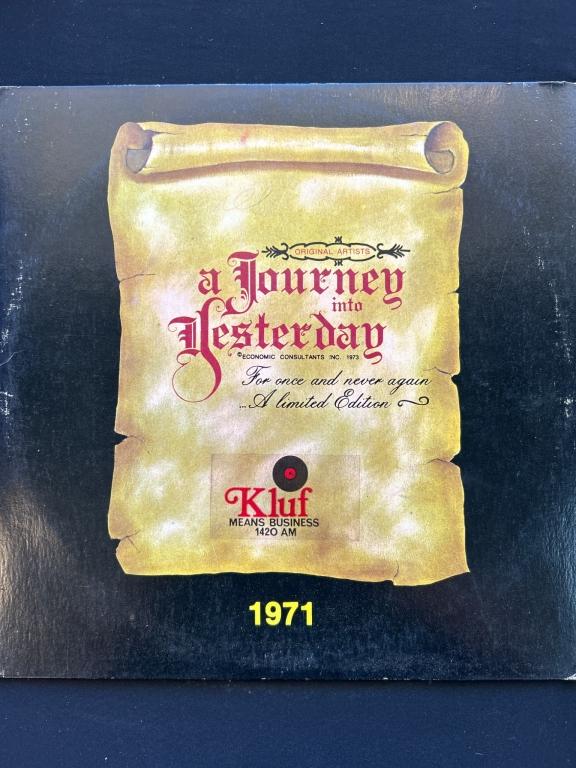 ORIGINAL ARTISTS
a Journey
into
Yesterday
©ECONOMIC CONSULTANTS INC. 1973
For once and never again
...A limited Edition
Kluf
MEANS BUSINESS
1420 AM
1971